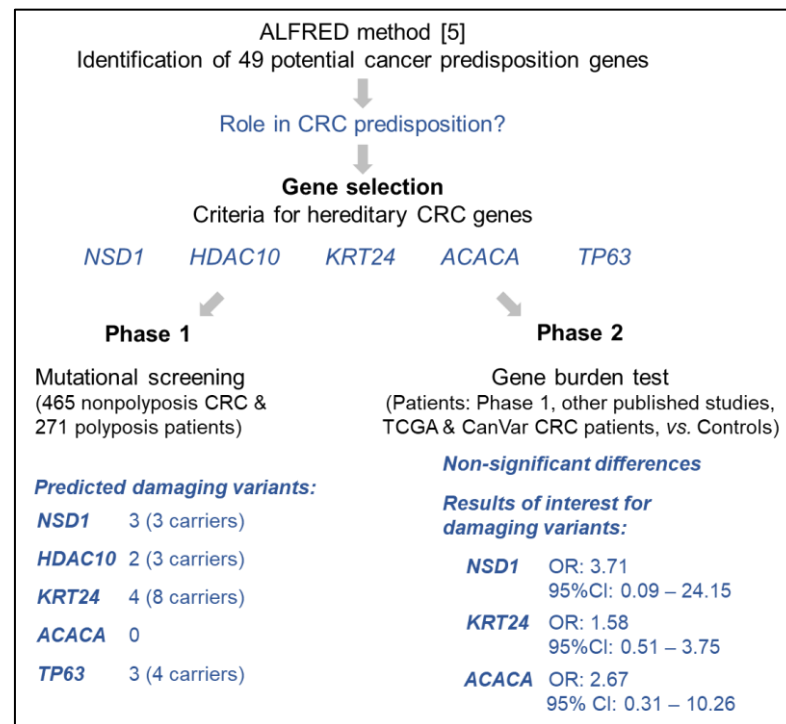 ALFRED method [5]
Identification of 49 potential cancer predisposition genes
Role in CRC predisposition?
Gene selection
Criteria for hereditary CRC genes
NSD1 HDAC10 KRT24 ACACA TP63
Phase 1
Mutational screening
(465 nonpolyposis CRC &
271 polyposis patients)
Predicted damaging variants:
NSD1 3 (3 carriers)
HDAC10 2 (3 carriers)
KRT24 4 (8 carriers)
ACACA 0
TP63 3 (4 carriers)
Phase 2
Gene burden test
(Patients: Phase 1, other published studies,
TCGA & CanVar CRC patients, vs. Controls)
Non-significant differences
Results of interest for
damaging variants:
NSD1 OR: 3.71
95%CI: 0.09 – 24.15
KRT24 OR: 1.58
95%CI: 0.51 – 3.75
ACACA OR: 2.67
95% CI: 0.31 – 10.26